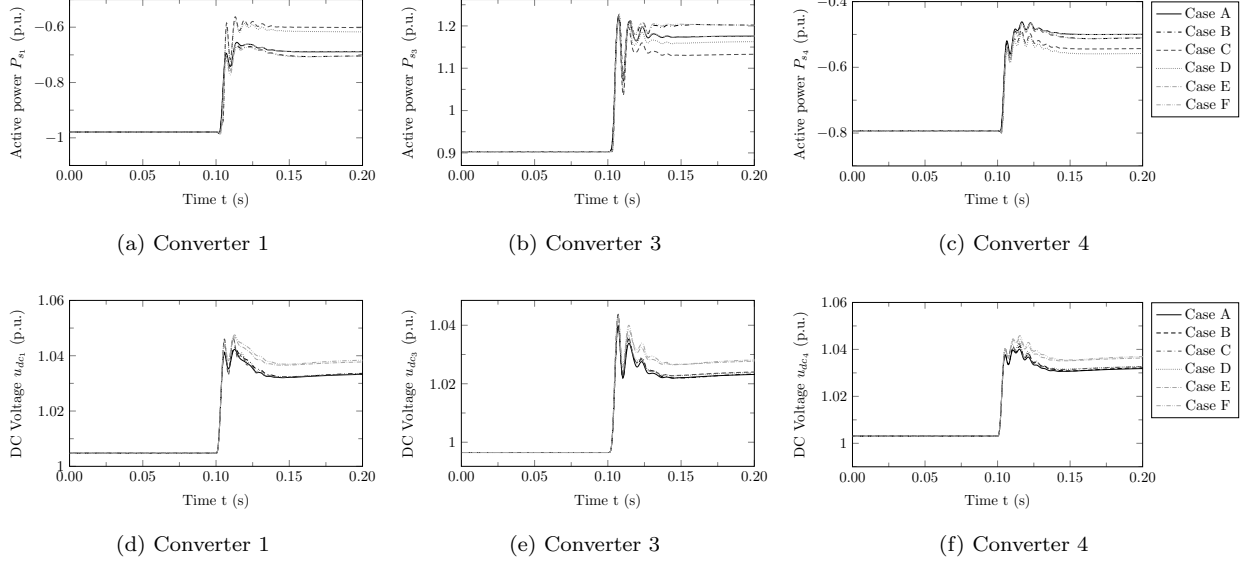 −0.6
−0.8
−1
Active power P_{s_1} (p.u.)
0.00 0.05 0.10 0.15 0.20
Time t (s)
(a) Converter 1
1.2
1.1
1
0.9
Active power P_{s_3} (p.u.)
0.00 0.05 0.10 0.15 0.20
Time t (s)
(b) Converter 3
−0.4
−0.6
−0.8
Active power P_{s_4} (p.u.)
0.00 0.05 0.10 0.15 0.20
Time t (s)
(c) Converter 4
Case A
Case B
Case C
Case D
Case E
Case F
1.06
1.04
1.02
1
DC Voltage u_{dc_1} (p.u.)
0.00 0.05 0.10 0.15 0.20
Time t (s)
(d) Converter 1
1.04
1.02
1
DC Voltage u_{dc_3} (p.u.)
0.00 0.05 0.10 0.15 0.20
Time t (s)
(e) Converter 3
1.06
1.04
1.02
1
DC Voltage u_{dc_4} (p.u.)
0.00 0.05 0.10 0.15 0.20
Time t (s)
(f) Converter 4
Case A
Case B
Case C
Case D
Case E
Case F